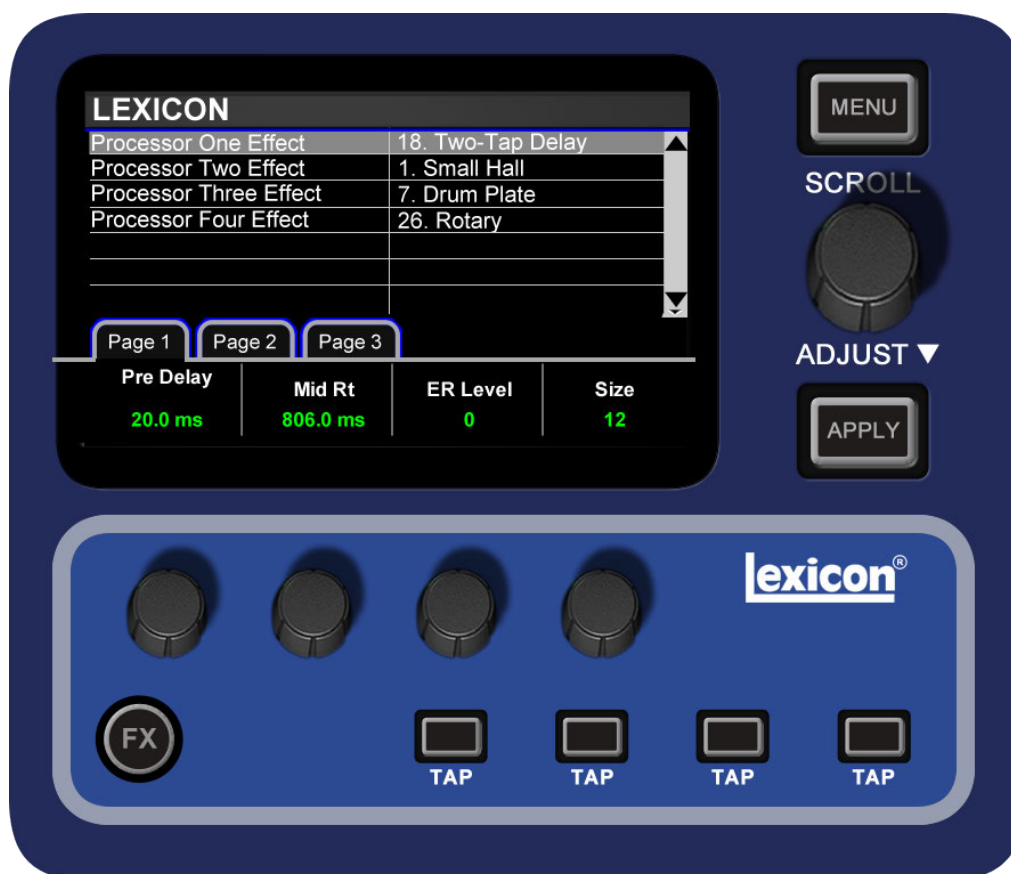 LEXICON
MENU
Processor One Effect 18. Two-Tap Delay
Processor Two Effect 1. Small Hall
Processor Three Effect 7. Drum Plate
Processor Four Effect 26. Rotary
SCROLL
Page 1 Page 2 Page 3
ADJUST ▼
Pre Delay Mid Rt ER Level Size
20.0 ms 806.0 ms 0 12
APPLY
lexicon®
FX
TAP TAP TAP TAP